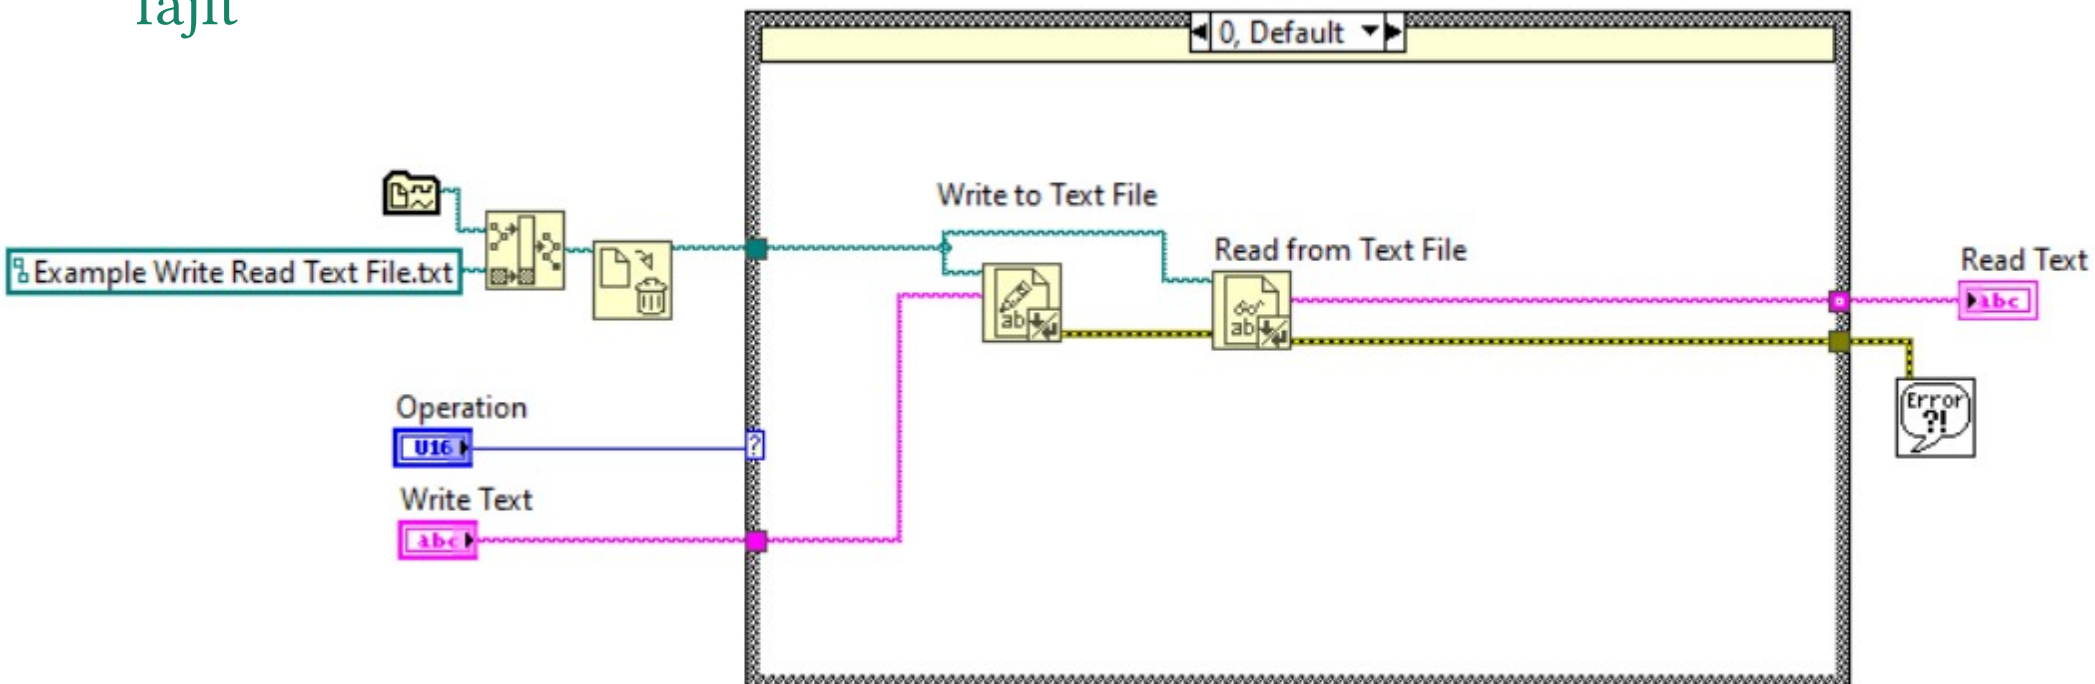 0, Default
Write to Text File
Read from Text File
Read Text
abc
Example Write Read Text File.txt
ab
ab
Error
?!
Operation
U16
?
Write Text
abc